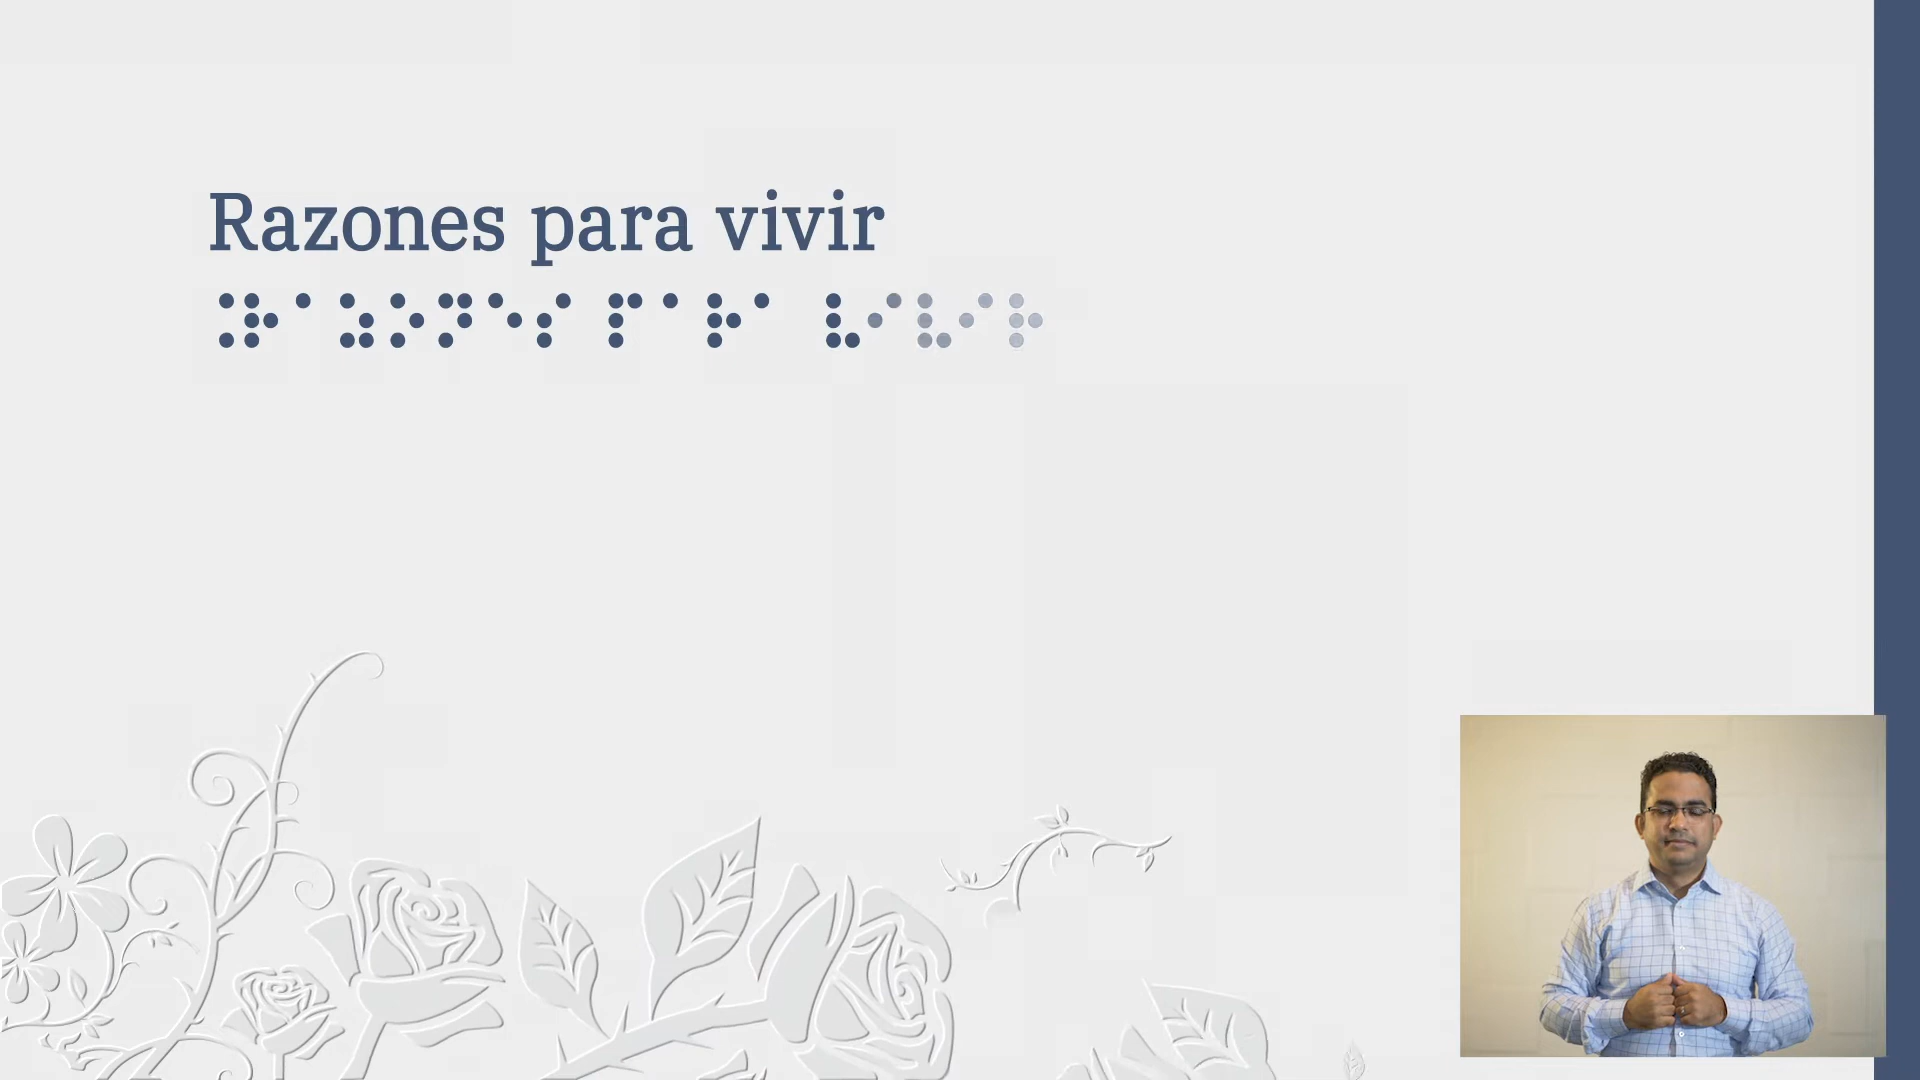 Razones para vivir
⠨⠗⠁⠵⠕⠝⠑⠎ ⠏⠁⠗⠁ ⠧⠊⠧⠊⠗